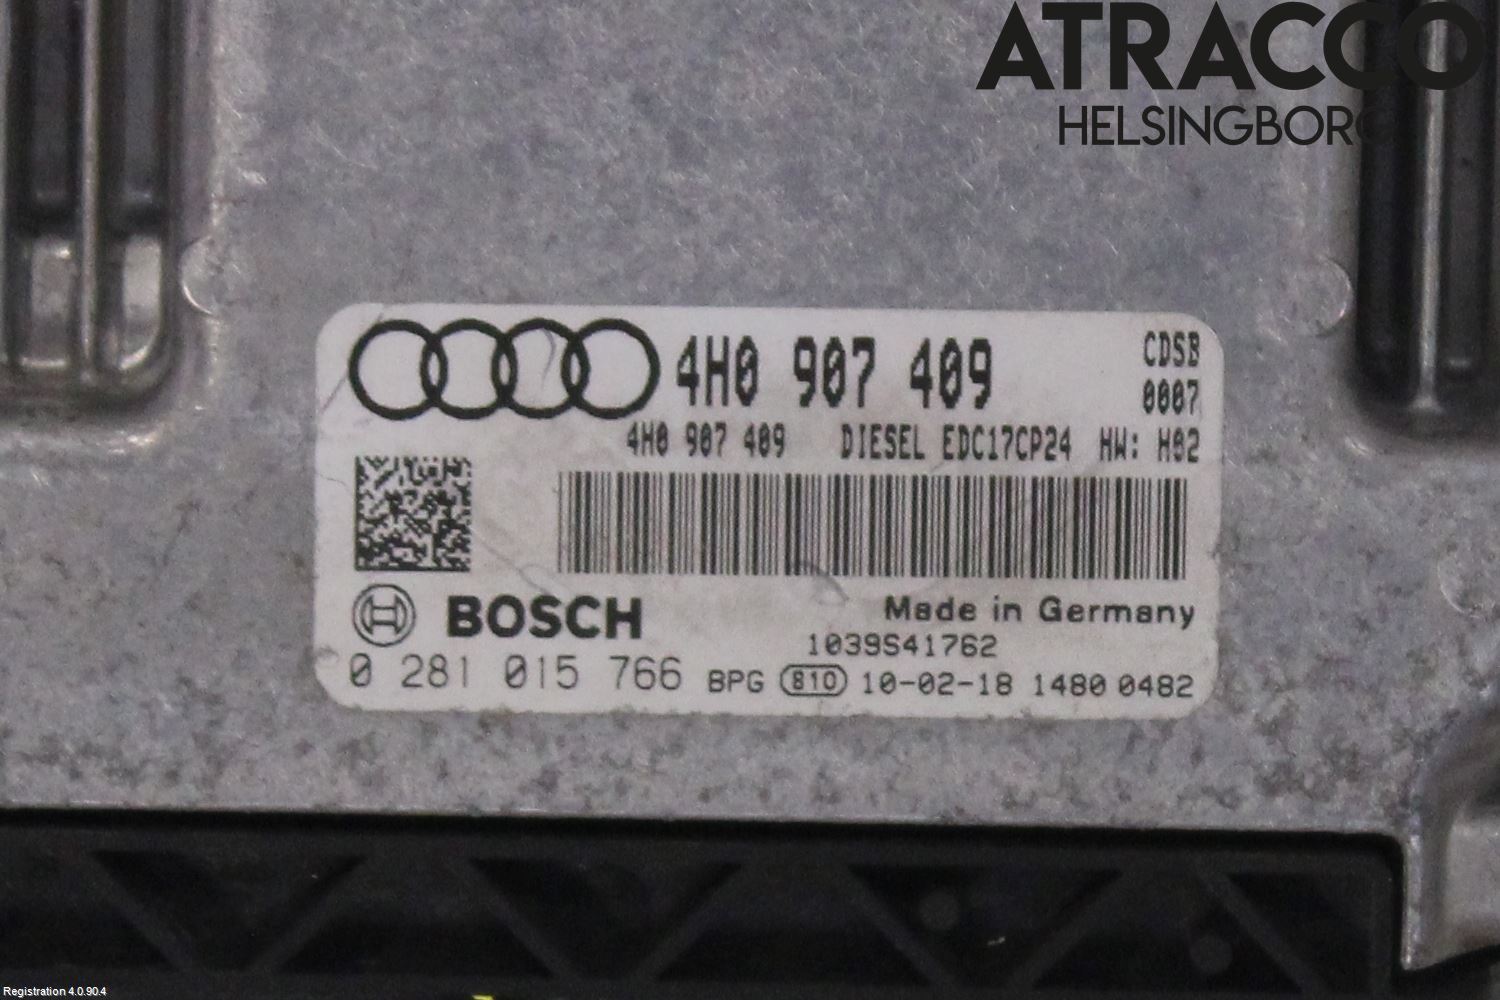 ATRACCO
HELSINGBORG
4H0 907 409
CDSB
0007
4H0 907 409 DIESEL EDC17CP24 HW: H02
BOSCH
Made in Germany
1039S41762
0 281 015 766 BPG 810 10-02-18 1480 0482
Registration 4.0.90.4